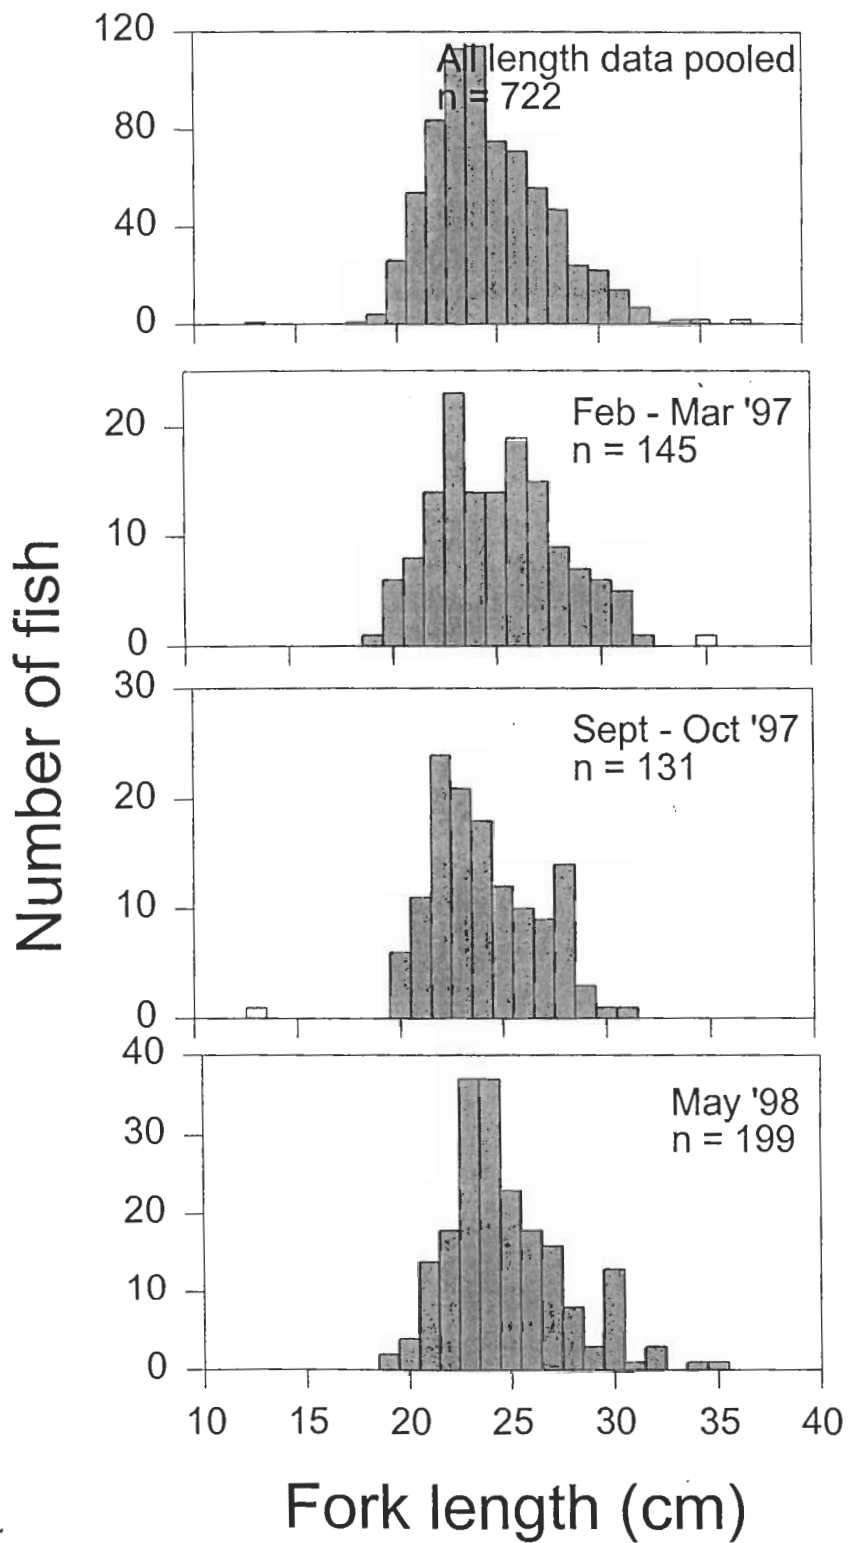 120
All length data pooled
n = 722
80
40
0
Feb - Mar '97
n = 145
20
10
0
Number of fish
30
Sept - Oct '97
n = 131
20
10
0
40
May '98
n = 199
30
20
10
0
10 15 20 25 30 35 40
Fork length (cm)